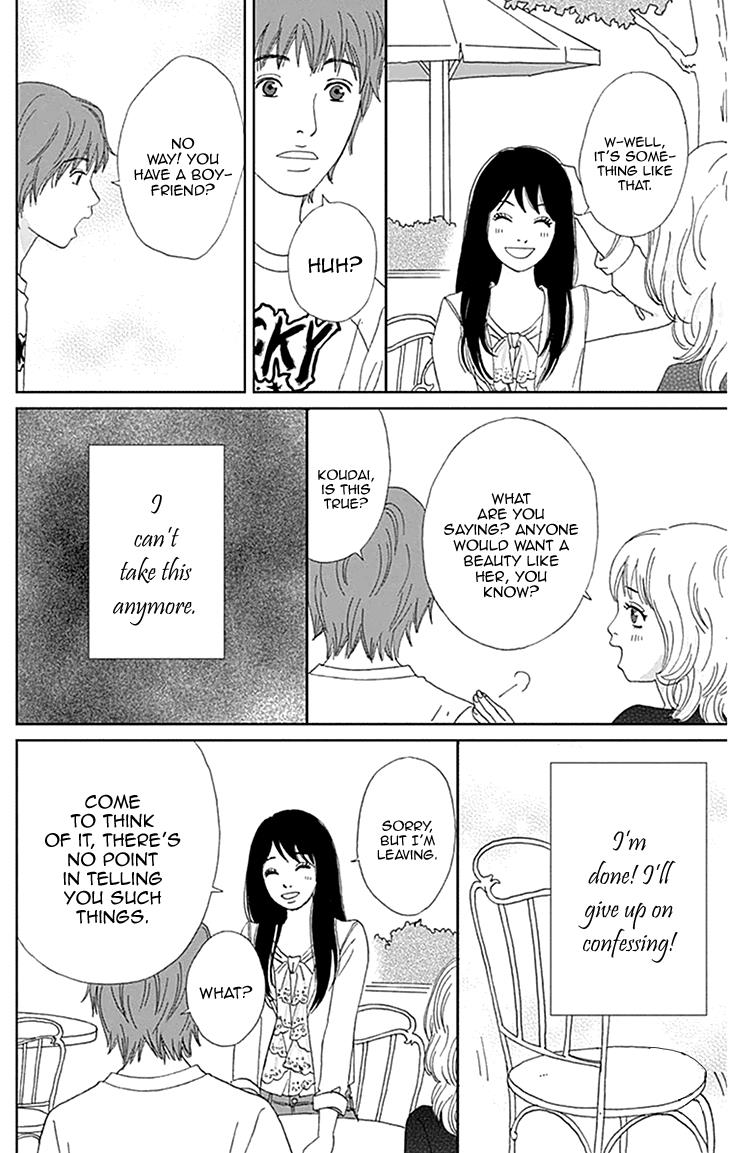 W-WELL,
IT'S SOME-
THING LIKE
THAT.
HUH?
NO
WAY! YOU
HAVE A BOY-
FRIEND?
WHAT
ARE YOU
SAYING? ANYONE
WOULD WANT A
BEAUTY LIKE
HER, YOU
KNOW?
KOUDAI,
IS THIS
TRUE?
I
can't
take this
anymore.
I'm
done! I'll
give up on
confessing!
SORRY,
BUT I'M
LEAVING.
WHAT?
COME
TO THINK
OF IT, THERE'S
NO POINT
IN TELLING
YOU SUCH
THINGS.